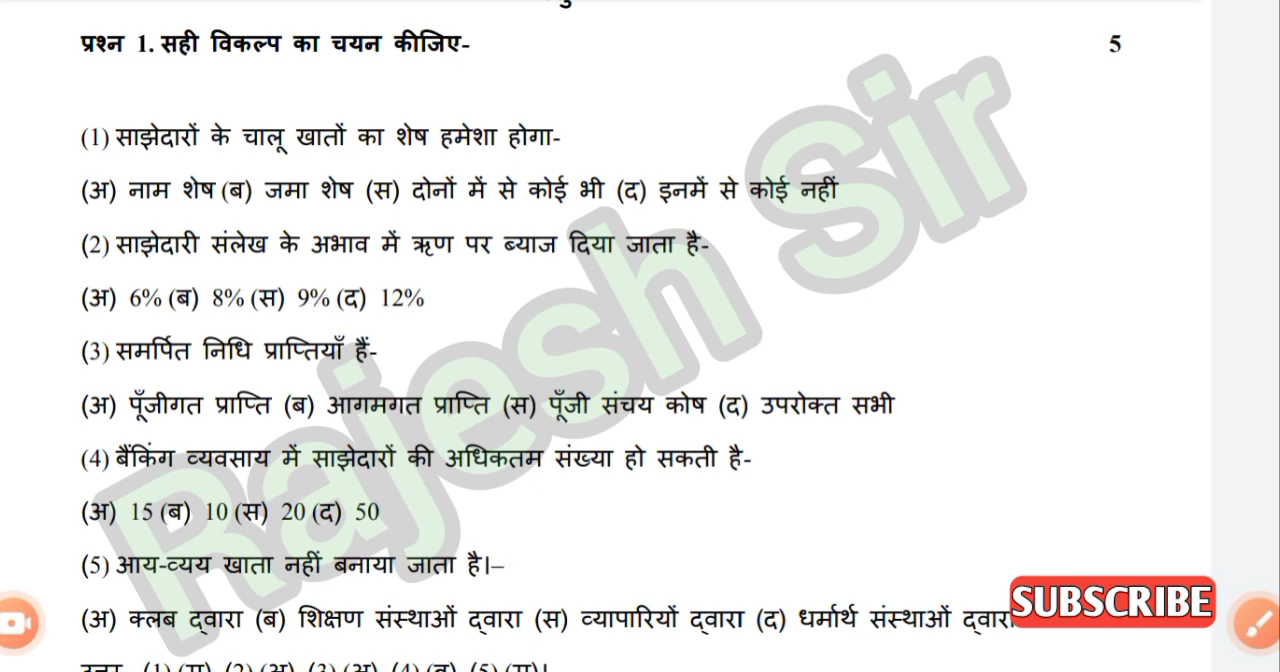 प्रश्न 1. सही विकल्प का चयन कीजिए- 5
(1) साझेदारों के चालू खातों का शेष हमेशा होगा-
(अ) नाम शेष (ब) जमा शेष (स) दोनों में से कोई भी (द) इनमें से कोई नहीं
(2) साझेदारी संलेख के अभाव में ऋण पर ब्याज दिया जाता है-
(अ) 6% (ब) 8% (स) 9% (द) 12%
(3) समर्पित निधि प्राप्तियाँ हैं-
(अ) पूँजीगत प्राप्ति (ब) आगमगत प्राप्ति (स) पूँजी संचय कोष (द) उपरोक्त सभी
(4) बैंकिंग व्यवसाय में साझेदारों की अधिकतम संख्या हो सकती है-
(अ) 15 (ब) 10 (स) 20 (द) 50
(5) आय-व्यय खाता नहीं बनाया जाता है।–
(अ) क्लब द्वारा (ब) शिक्षण संस्थाओं द्वारा (स) व्यापारियों द्वारा (द) धर्मार्थ संस्थाओं द्वारा
SUBSCRIBE
Rajesh Sir